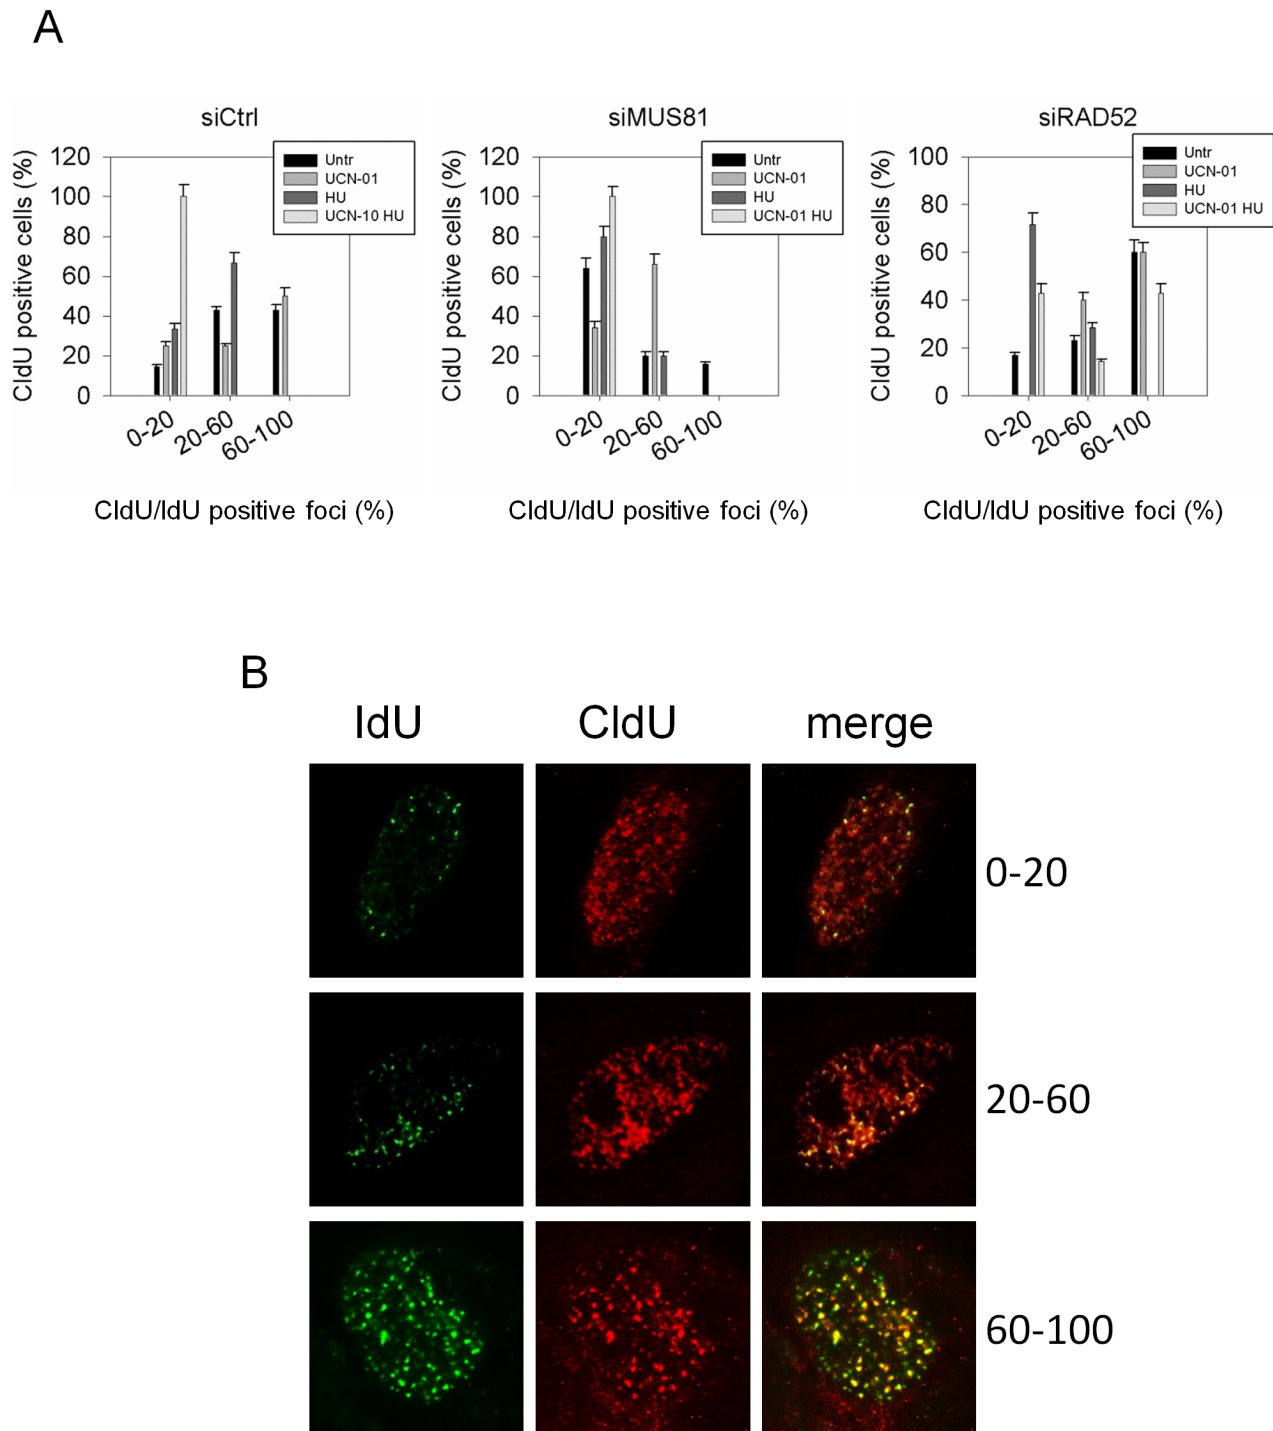 A
siCtrl
CldU positive cells (%)
120
100
80
60
40
20
0
Untr
UCN-01
HU
UCN-10 HU
0-20
20-60
60-100
CldU/IdU positive foci (%)
siMUS81
CldU positive cells (%)
120
100
80
60
40
20
0
Untr
UCN-01
HU
UCN-01 HU
0-20
20-60
60-100
CldU/IdU positive foci (%)
siRAD52
CldU positive cells (%)
100
80
60
40
20
0
Untr
UCN-01
HU
UCN-01 HU
0-20
20-60
60-100
CldU/IdU positive foci (%)
B
IdU CldU merge
0-20
20-60
60-100